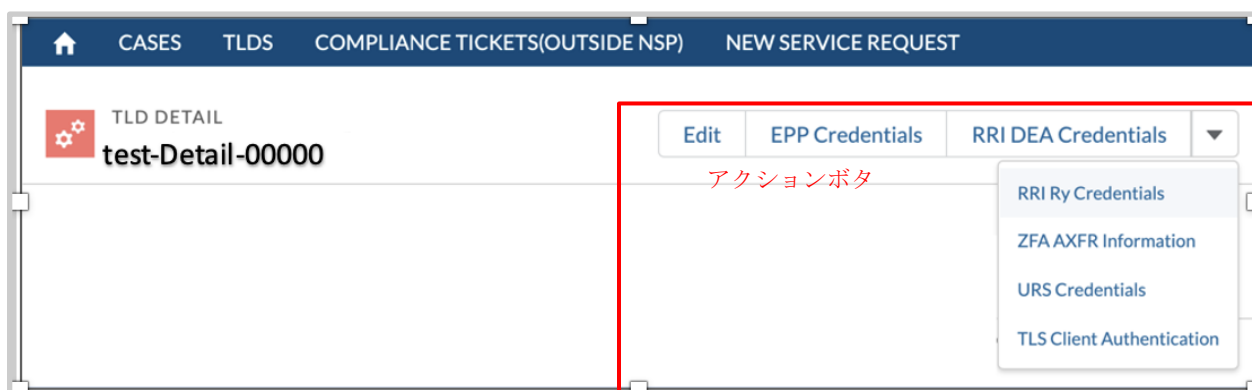 CASES TLDS COMPLIANCE TICKETS(OUTSIDE NSP) NEW SERVICE REQUEST
TLD DETAIL
test-Detail-00000
Edit EPP Credentials RRI DEA Credentials
アクションボタ
RRI Ry Credentials
ZFA AXFR Information
URS Credentials
TLS Client Authentication